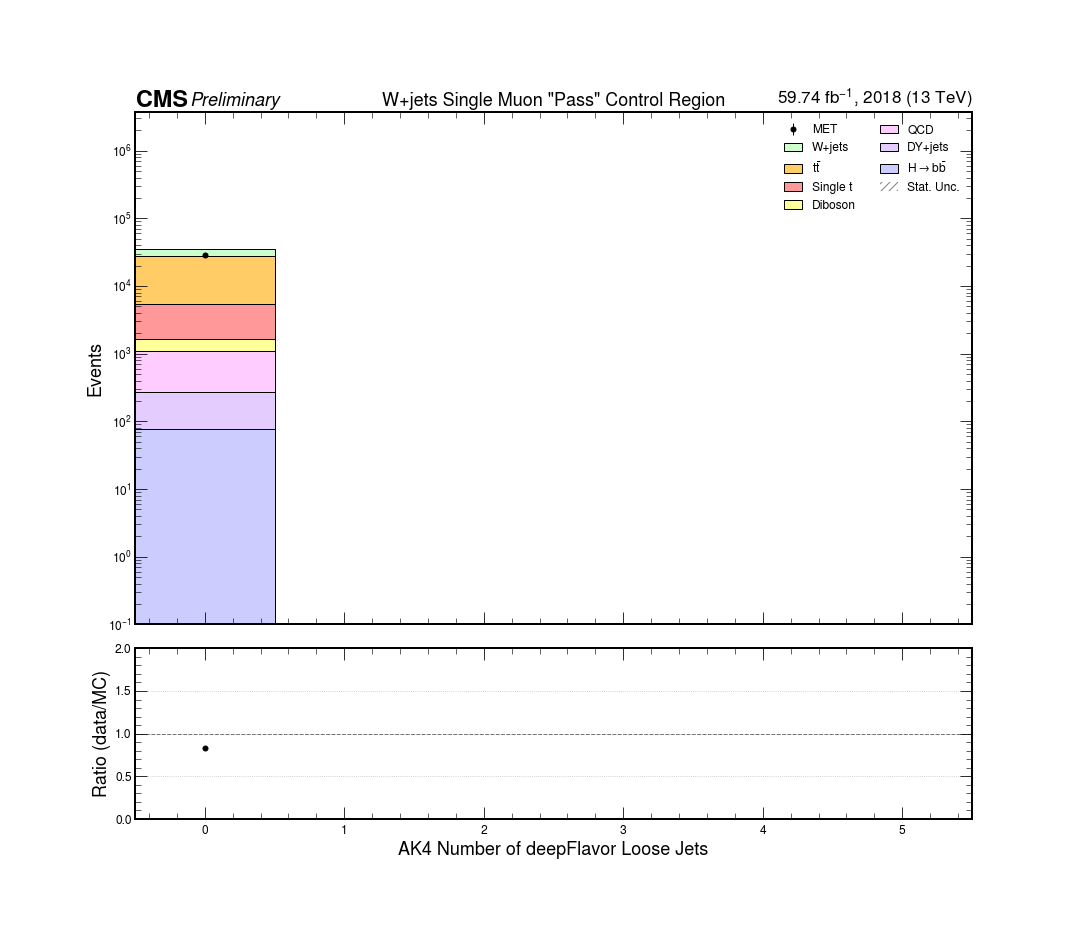 CMS Preliminary W+jets Single Muon "Pass" Control Region 59.74 fb⁻¹, 2018 (13 TeV)
MET QCD
W+jets DY+jets
tt̄ H→bb̄
Single t Stat. Unc.
Diboson
10⁶
10⁵
10⁴
10³
10²
10¹
10⁰
10⁻¹
Events
2.0
1.5
1.0
0.5
0.0
Ratio (data/MC)
0 1 2 3 4 5
AK4 Number of deepFlavor Loose Jets